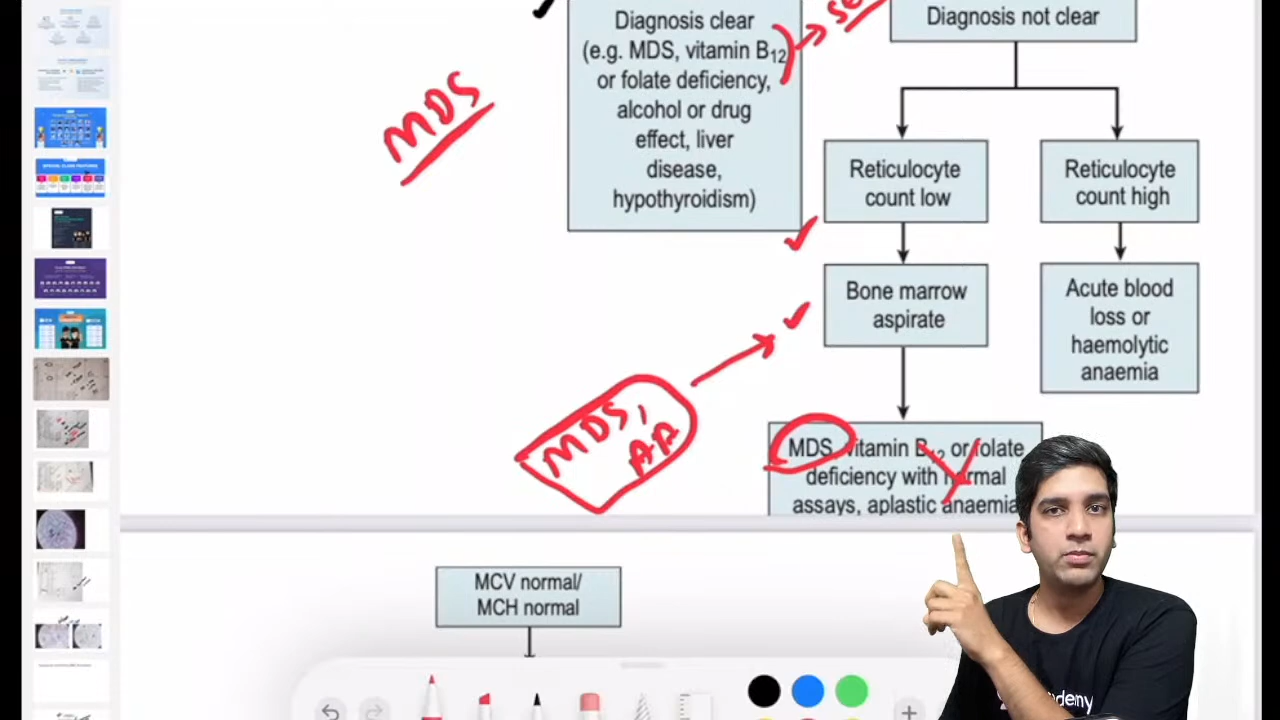 Diagnosis clear
(e.g. MDS, vitamin B12
or folate deficiency,
alcohol or drug
effect, liver
disease,
hypothyroidism)
Diagnosis not clear
MDS
Reticulocyte
count low
Reticulocyte
count high
Bone marrow
aspirate
Acute blood
loss or
haemolytic
anaemia
MDS,
AA
MDS, vitamin B12 or folate
deficiency with normal
assays, aplastic anaemia
MCV normal/
MCH normal
demy